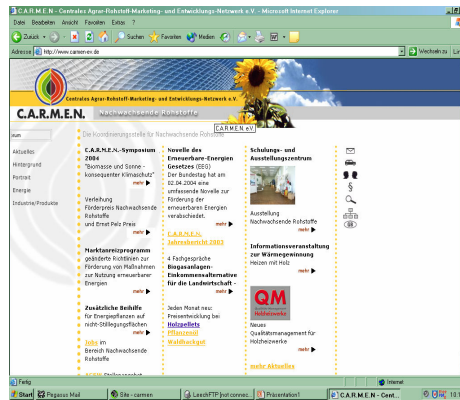 C.A.R.M.E.N - Centrales Agrar-Rohstoff-Marketing- und Entwicklungs-Netzwerk e.V. - Microsoft Internet Explorer
Datei Bearbeiten Ansicht Favoriten Extras ?
Zurück Suchen Favoriten Medien
Adresse http://www.carmenev.de Wechseln zu
Centrales Agrar-Rohstoff-Marketing- und Entwicklungs-Netzwerk e.V.
C.A.R.M.E.N. Nachwachsende Rohstoffe
CARMEN eV
Die Koordinierungsstelle für Nachwachsende Rohstoffe
Aktuelles
Hintergrund
Portrait
Energie
Industrie/Produkte
C.A.R.M.E.N.-Symposium
2004
"Biomasse und Sonne -
konsequenter Klimaschutz"
mehr
Verleihung
Förderpreis Nachwachsende
Rohstoffe
und Ernst Pelz Preis
mehr
Marktanreizprogramm
geänderte Richtlinien zur
Förderung von Maßnahmen
zur Nutzung erneuerbarer
Energien
mehr
Zusätzliche Beihilfe
für Energiepflanzen auf
nicht-Stillegungsflächen
mehr
Jobs im
Bereich Nachwachsende
Rohstoffe
Novelle des
Erneuerbare-Energien
Gesetzes (EEG)
Der Bundestag hat am
02.04.2004 eine
umfassende Novelle zur
Förderung der
erneuerbaren Energien
verabschiedet.
mehr
C.A.R.M.E.N.
Jahresbericht 2003
4 Fachgespräche
Biogasanlagen-
Einkommensalternative
für die Landwirtschaft -
mehr
Jeden Monat neu:
Preisentwicklung bei
Holzpellets
Pflanzenöl
Waldhackgut
Schulungs- und
Ausstellungszentrum
Ausstellung
Nachwachsende Rohstoffe
mehr
Informationsveranstaltung
zur Wärmegewinnung
Heizen mit Holz
mehr
QM
Holzheizwerke
Neues
Qualitätsmanagement für
Holzheizwerke
mehr
mehr Aktuelles
§
Fertig Internet
Start Pegasus Mail Site - carmen LeechFTP [not connec... Präsentation1 C.A.R.M.E.N - Cent...